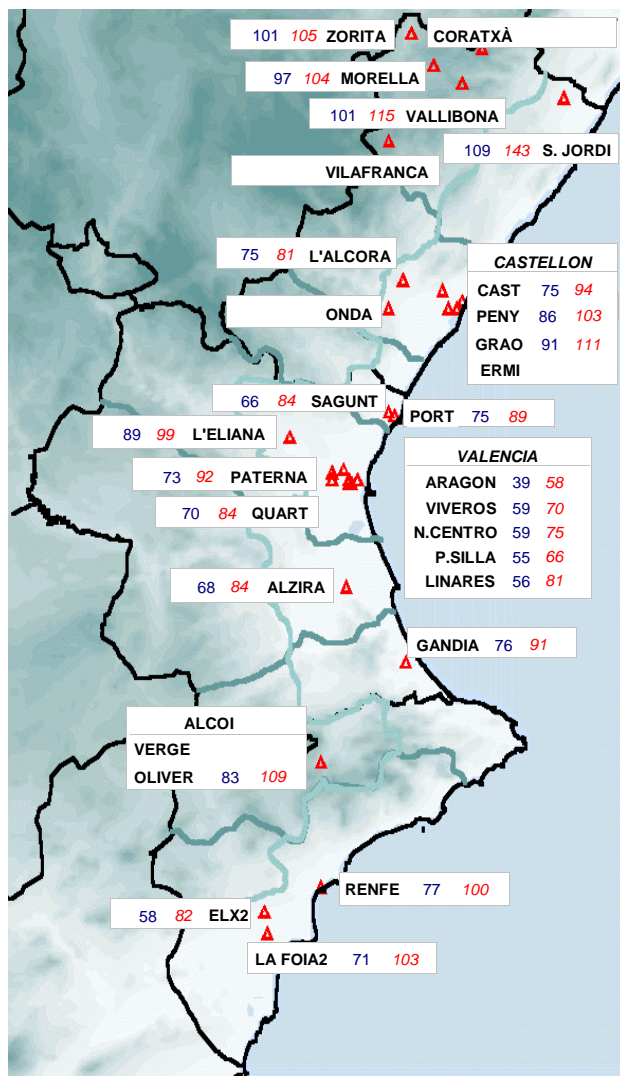 101 105 ZORITA
CORATXÀ
97 104 MORELLA
101 115 VALLIBONA
109 143 S. JORDI
VILAFRANCA
75 81 L'ALCORA
CASTELLON
CAST 75 94
PENY 86 103
GRAO 91 111
ERMI
ONDA
66 84 SAGUNT
PORT 75 89
89 99 L'ELIANA
73 92 PATERNA
70 84 QUART
VALENCIA
ARAGON 39 58
VIVEROS 59 70
N.CENTRO 59 75
P.SILLA 55 66
LINARES 56 81
68 84 ALZIRA
GANDIA 76 91
ALCOI
VERGE
OLIVER 83 109
RENFE 77 100
58 82 ELX2
LA FOIA2 71 103